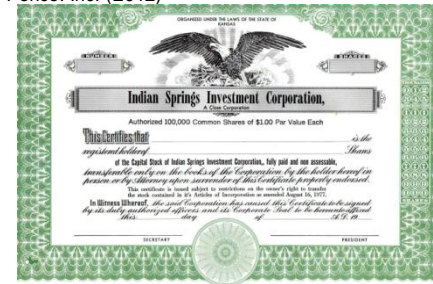 ORGANIZED UNDER THE LAWS OF THE STATE OF
KANSAS
NUMBER
SHARES
Indian Springs Investment Corporation,
A Close Corporation
Authorized 100,000 Common Shares of $1.00 Par Value Each
This Certifies that is the
registered holder of Shares
of the Capital Stock of Indian Springs Investment Corporation,, fully paid and non assessable,
transferable only on the books of the Corporation by the holder hereof in
person or by Attorney upon surrender of this Certificate properly endorsed.
This certificate is issued subject to restrictions on the owner's right to transfer
the stock contained in it's Articles of Incorporation as amended August 16, 1977.
In Witness Whereof, the said Corporation has caused this Certificate to be signed
by its duly authorized officers and its Corporate Seal to be hereunto affixed
this day of A.D. 19
SECRETARY
PRESIDENT